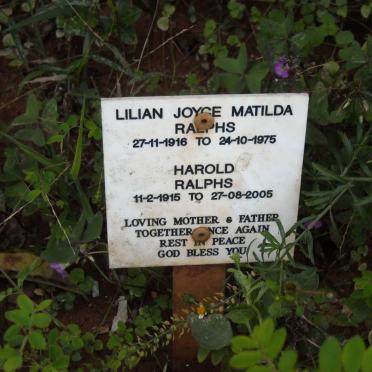 LILIAN JOYCE MATILDA
RALPHS
27-11-1916 TO 24-10-1975
HAROLD
RALPHS
11-2-1915 TO 27-08-2005
LOVING MOTHER & FATHER
TOGETHER ONCE AGAIN
REST IN PEACE
GOD BLESS YOU